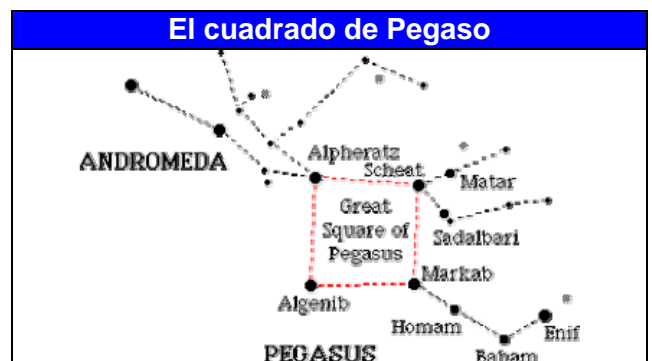 El cuadrado de Pegaso
ANDROMEDA
Alpheratz
Scheat
Matar
Great
Square of
Pegasus
Sadalbari
Markab
Algenib
Homam
Enif
PEGASUS
Baham